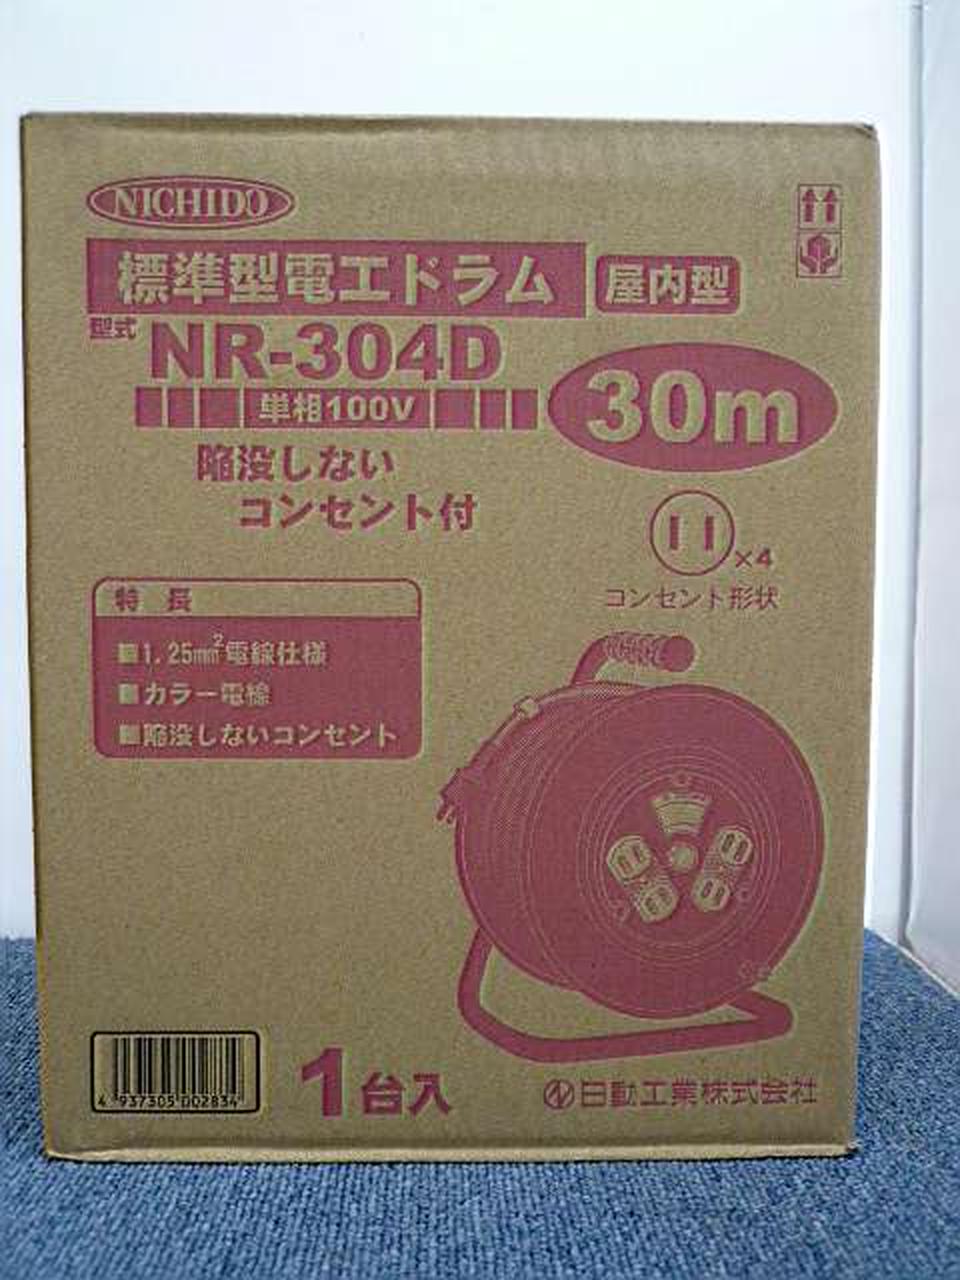 NICHIDO
標準型電工ドラム 屋内型
型式 NR-304D
単相100V
30m
陥没しない
コンセント付
×4
コンセント形状
特 長
■1.25mm²電線仕様
■カラー電線
■陥没しないコンセント
4 937305 002834
1台入
日動工業株式会社